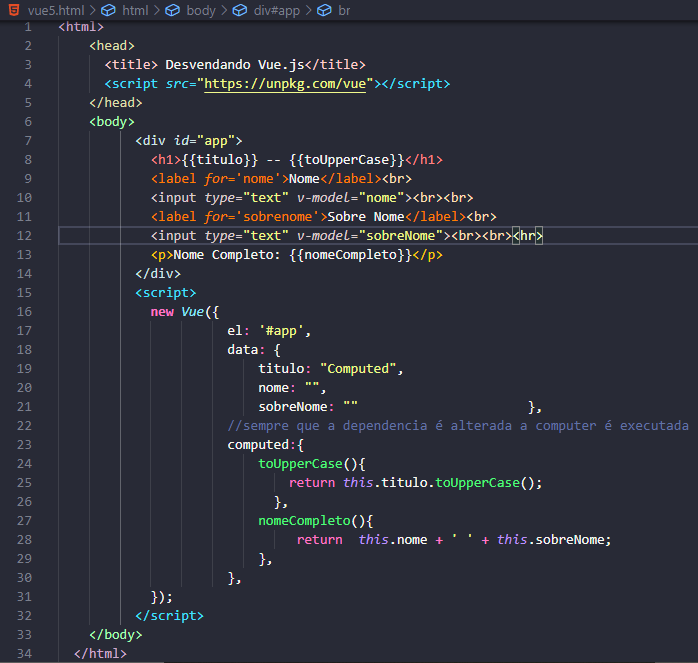 vue5.html > html > body > div#app > br
1 <html>
2 <head>
3 <title> Desvendando Vue.js</title>
4 <script src="https://unpkg.com/vue"></script>
5 </head>
6 <body>
7 <div id="app">
8 <h1>{{titulo}} -- {{toUpperCase}}</h1>
9 <label for='nome'>Nome</label><br>
10 <input type="text" v-model="nome"><br><br>
11 <label for='sobrenome'>Sobre Nome</label><br>
12 <input type="text" v-model="sobreNome"><br><br><hr>
13 <p>Nome Completo: {{nomeCompleto}}</p>
14 </div>
15 <script>
16 new Vue({
17 el: '#app',
18 data: {
19 titulo: "Computed",
20 nome: "",
21 sobreNome: "" },
22 //sempre que a dependencia é alterada a computer é executada
23 computed:{
24 toUpperCase(){
25 return this.titulo.toUpperCase();
26 },
27 nomeCompleto(){
28 return this.nome + ' ' + this.sobreNome;
29 },
30 },
31 });
32 </script>
33 </body>
34 </html>